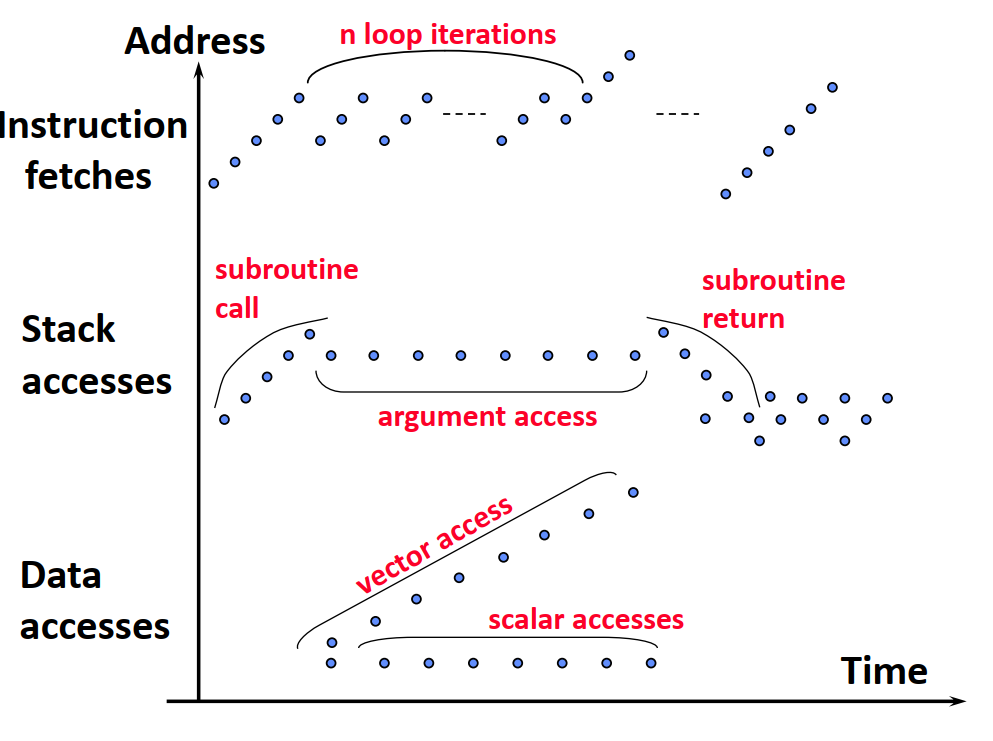 Address
n loop iterations
Instruction
fetches
subroutine
call
subroutine
return
Stack
accesses
argument access
vector access
Data
accesses
scalar accesses
Time